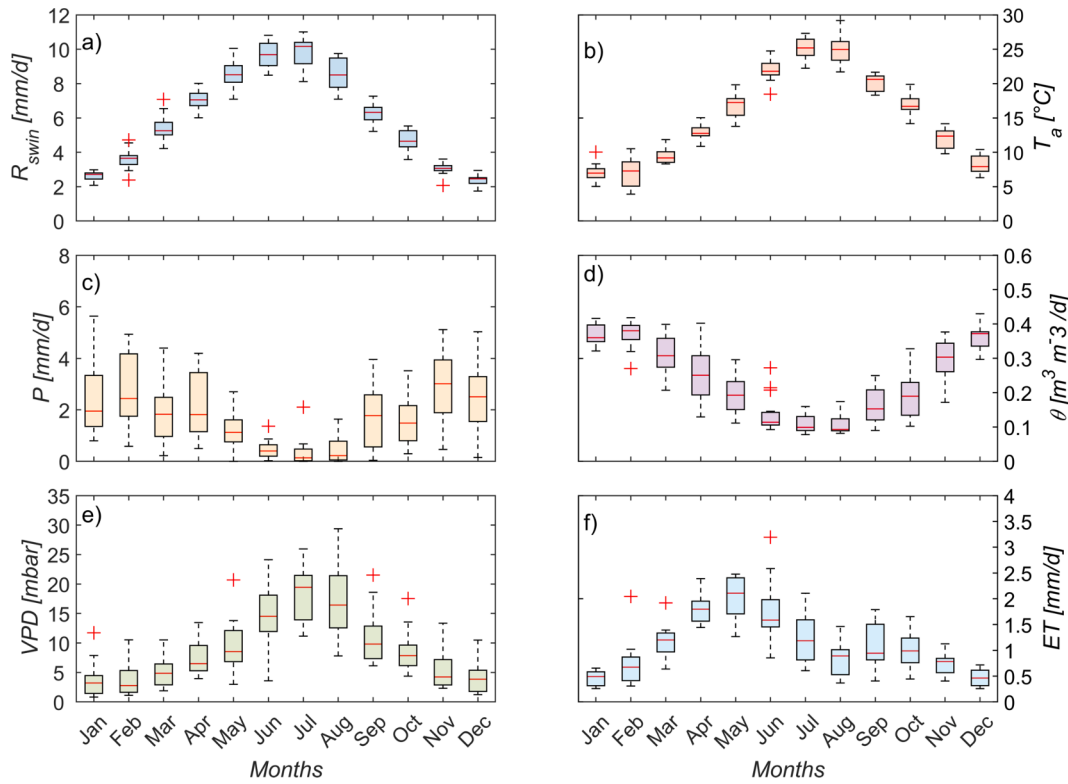 a)
R_swin [mm/d]
0
2
4
6
8
10
12
b)
T_a [°C]
0
5
10
15
20
25
30
c)
P [mm/d]
0
2
4
6
8
d)
θ [m³ m⁻3 /d]
0
0.1
0.2
0.3
0.4
0.5
0.6
e)
VPD [mbar]
0
5
10
15
20
25
30
35
Jan Feb Mar Apr May Jun Jul Aug Sep Oct Nov Dec
Months
f)
ET [mm/d]
0
0.5
1
1.5
2
2.5
3
3.5
4
Jan Feb Mar Apr May Jun Jul Aug Sep Oct Nov Dec
Months